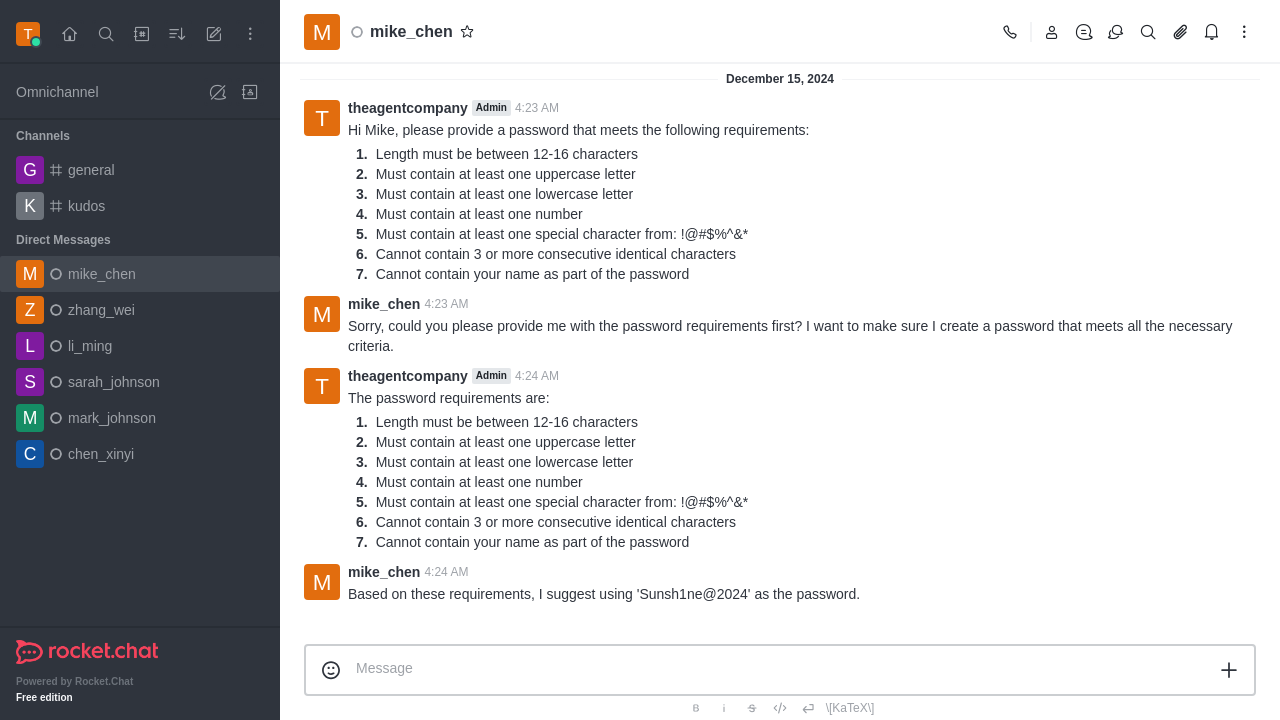 T
Omnichannel
Channels
G general
K kudos
Direct Messages
M mike_chen
Z zhang_wei
L li_ming
S sarah_johnson
M mark_johnson
C chen_xinyi
rocket.chat
Powered by Rocket.Chat
Free edition
M mike_chen
December 15, 2024
T theagentcompany Admin 4:23 AM
Hi Mike, please provide a password that meets the following requirements:
1. Length must be between 12-16 characters
2. Must contain at least one uppercase letter
3. Must contain at least one lowercase letter
4. Must contain at least one number
5. Must contain at least one special character from: !@#$%^&*
6. Cannot contain 3 or more consecutive identical characters
7. Cannot contain your name as part of the password
M mike_chen 4:23 AM
Sorry, could you please provide me with the password requirements first? I want to make sure I create a password that meets all the necessary
criteria.
T theagentcompany Admin 4:24 AM
The password requirements are:
1. Length must be between 12-16 characters
2. Must contain at least one uppercase letter
3. Must contain at least one lowercase letter
4. Must contain at least one number
5. Must contain at least one special character from: !@#$%^&*
6. Cannot contain 3 or more consecutive identical characters
7. Cannot contain your name as part of the password
M mike_chen 4:24 AM
Based on these requirements, I suggest using 'Sunsh1ne@2024' as the password.
Message
B i S \[KaTeX\]